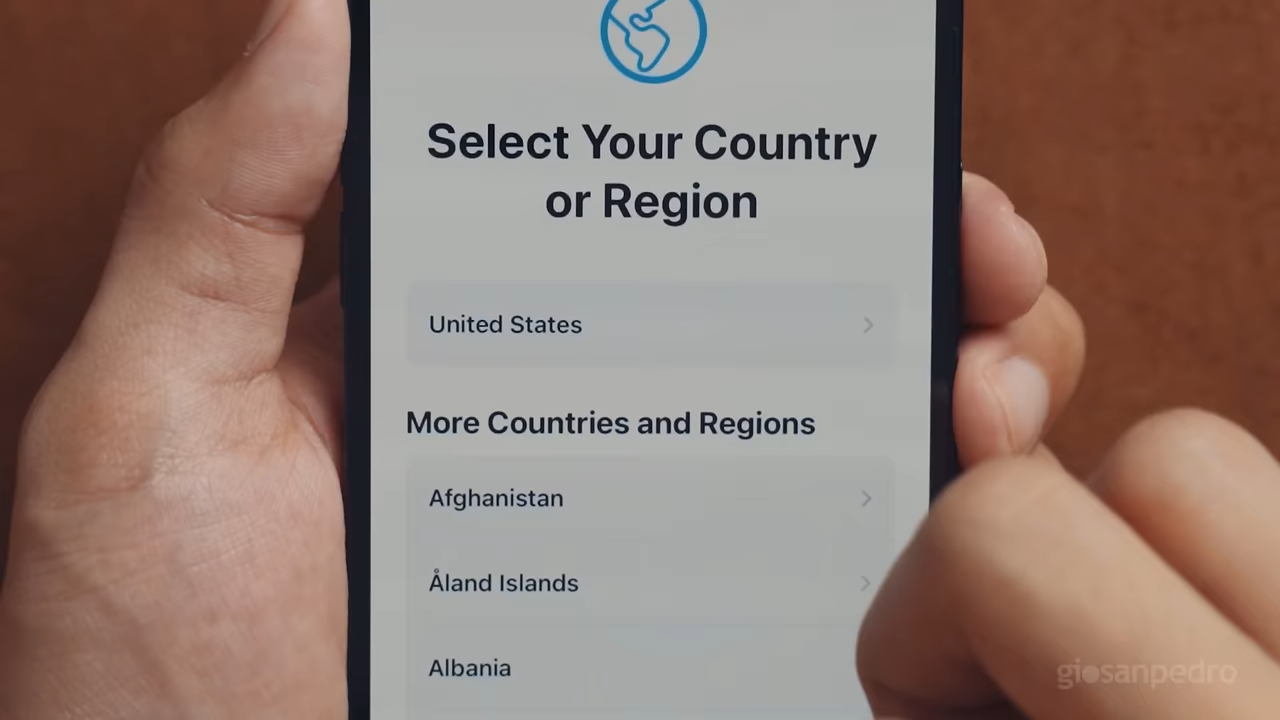 Select Your Country
or Region
United States
More Countries and Regions
Afghanistan
Åland Islands
Albania
giosanpedro